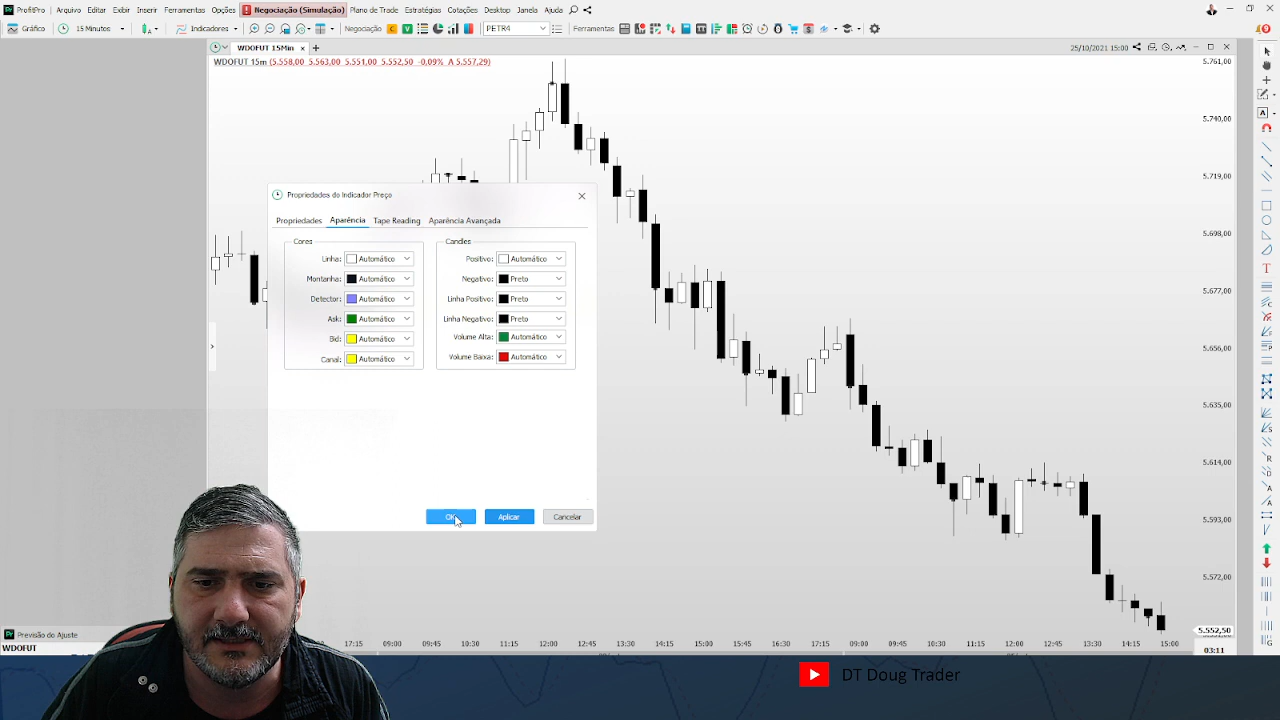 ProfitPro Arquivo Editar Exibir Inserir Ferramentas Opções Negociação (Simulação) Plano de Trade Estratégias Cotações Desktop Janela Ajuda
Gráfico 15 Minutos Indicadores Negociação PETR4 Ferramentas
WDOFUT 15Min 25/10/2021 15:00
WDOFUT 15m (5.558,00 5.563,00 5.551,00 5.552,50 -0,09% A 5.557,29)
5.761,00
5.740,00
5.719,00
5.698,00
5.677,00
5.656,00
5.635,00
5.614,00
5.593,00
5.572,00
5.552,50
Propriedades do Indicador Preço
Propriedades Aparência Tape Reading Aparência Avançada
Cores
Linha: Automático
Montanha: Automático
Detector: Automático
Ask: Automático
Bid: Automático
Canal: Automático
Candles
Positivo: Automático
Negativo: Preto
Linha Positivo: Preto
Linha Negativo: Preto
Volume Alta: Automático
Volume Baixa: Automático
OK Aplicar Cancelar
Previsão do Ajuste
WDOFUT
17:15 09:00 09:45 10:30 11:15 12:00 12:45 13:30 14:15 15:00 15:45 16:30 17:15 09:00 09:45 10:30 11:15 12:00 12:45 13:30 14:15 15:00
03:11
DT Doug Trader